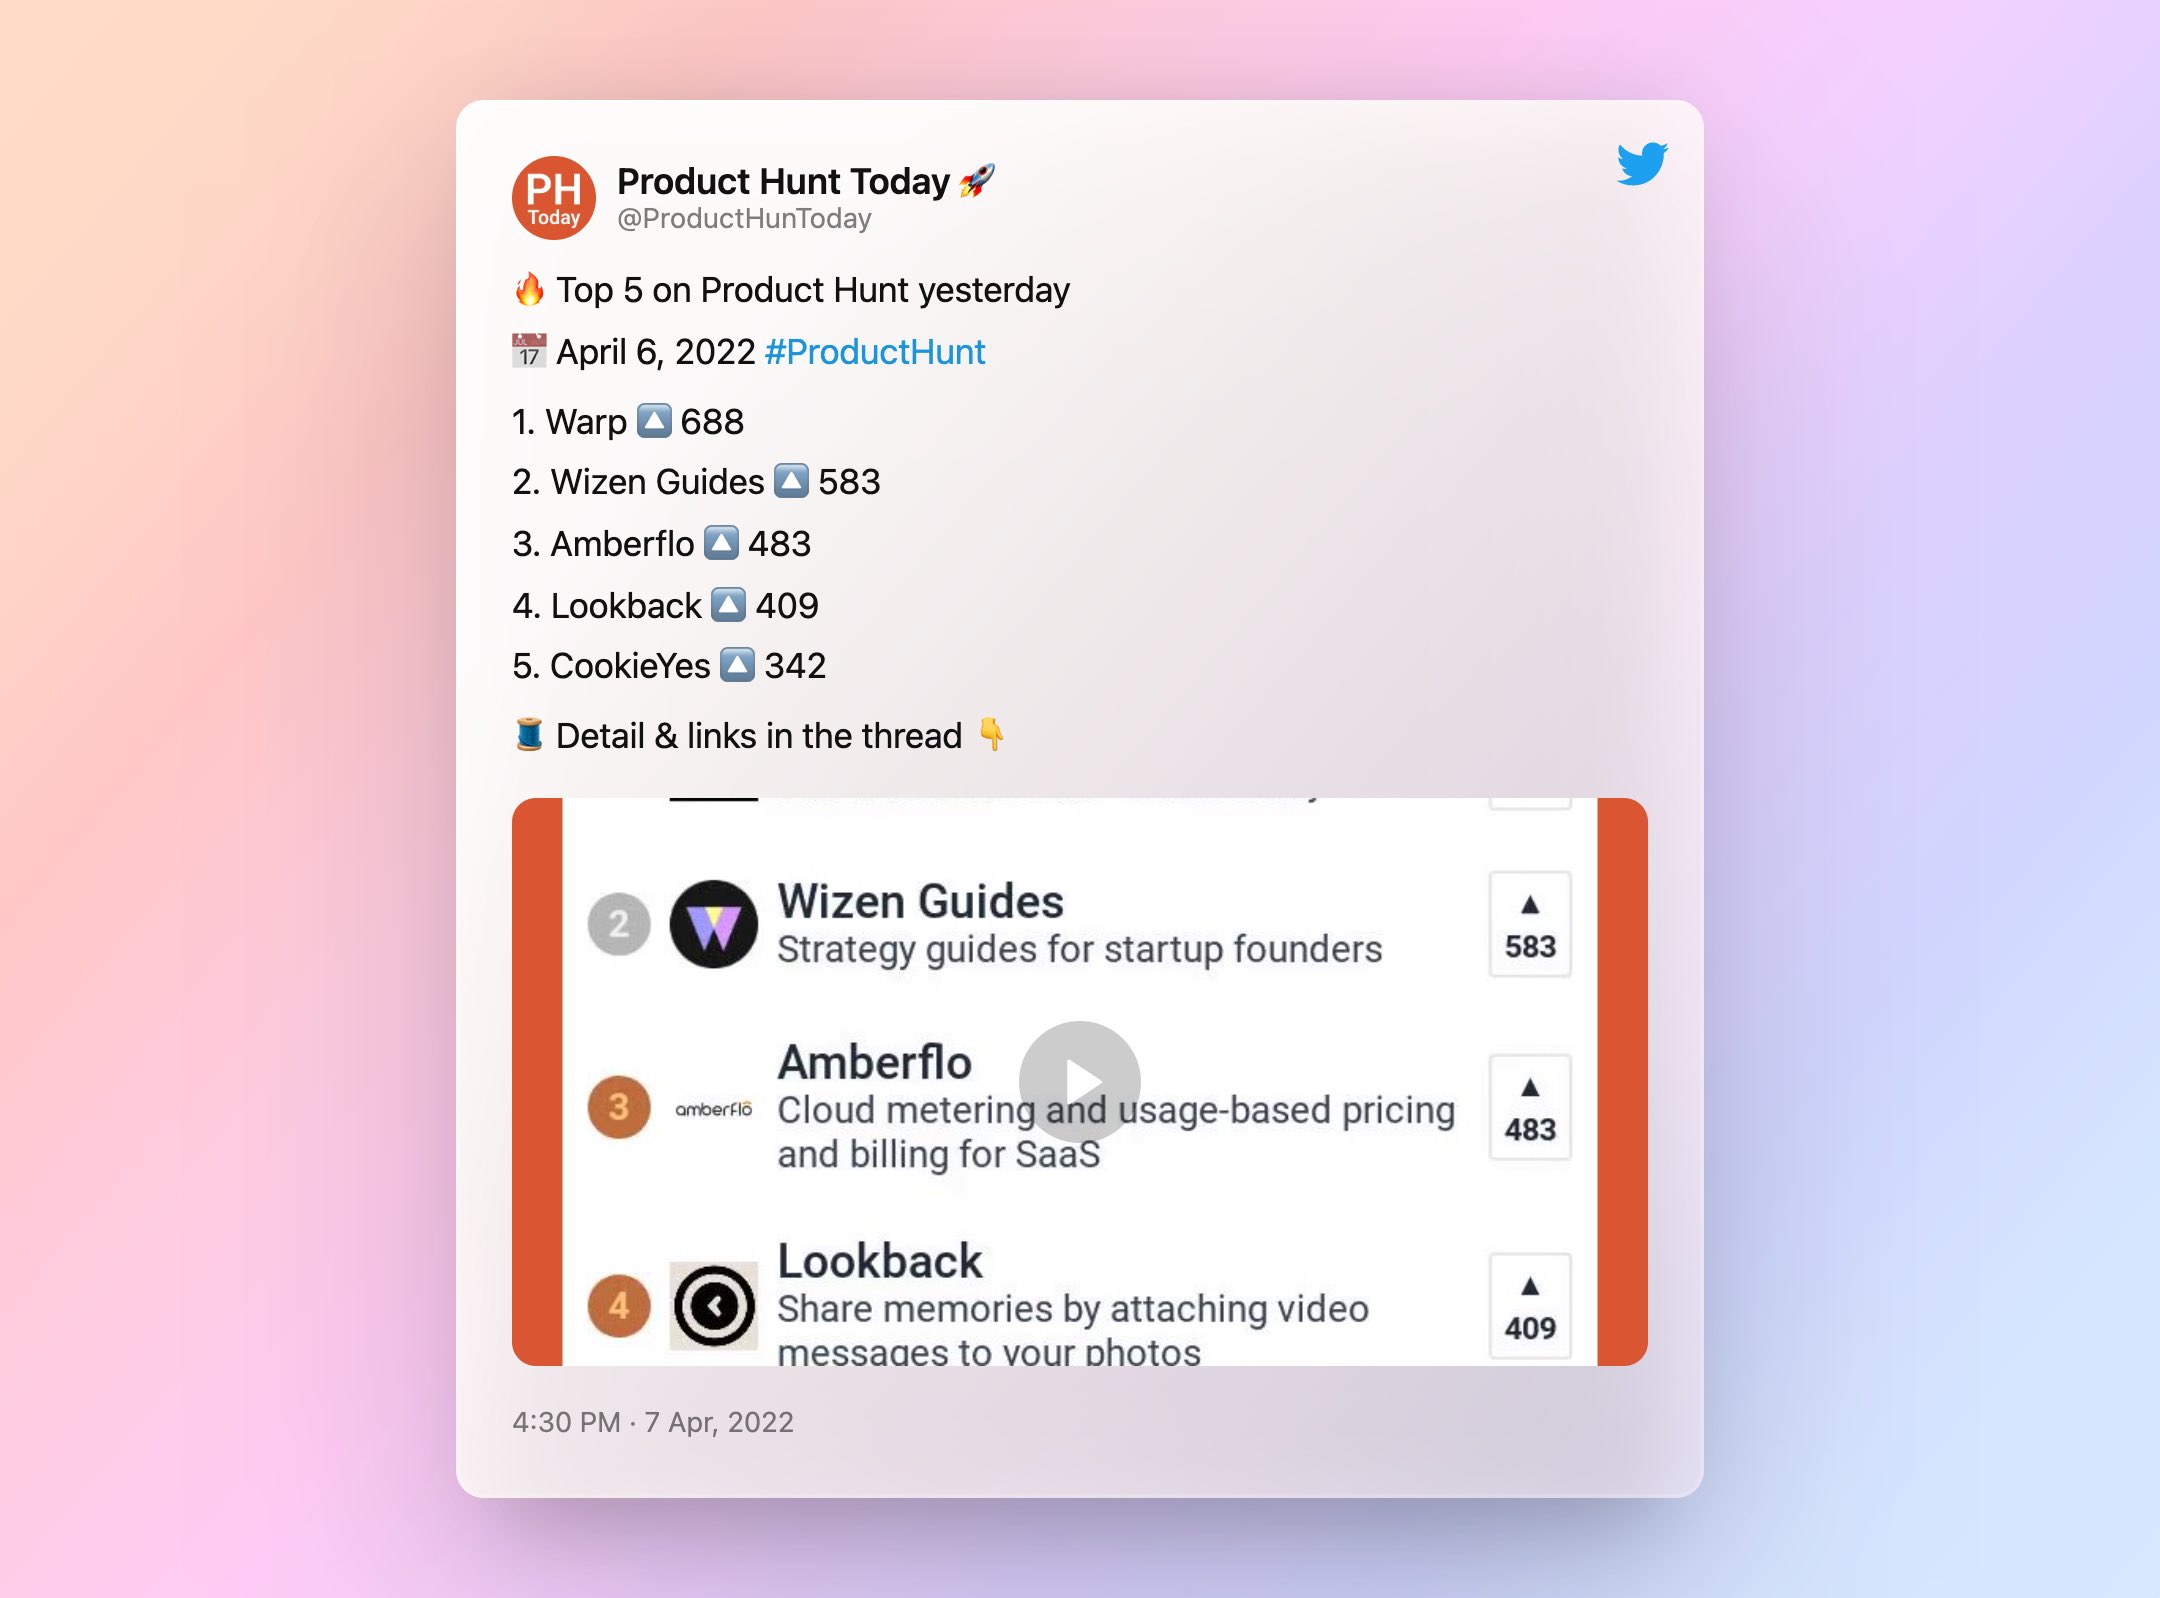 PH
Today
Product Hunt Today 🚀
@ProductHunToday
🔥 Top 5 on Product Hunt yesterday
📅 April 6, 2022 #ProductHunt
1. Warp 🔼 688
2. Wizen Guides 🔼 583
3. Amberflo 🔼 483
4. Lookback 🔼 409
5. CookieYes 🔼 342
🧵 Detail & links in the thread 👇
2
Wizen Guides
Strategy guides for startup founders
▲
583
3
amberflo
Amberflo
Cloud metering and usage-based pricing
and billing for SaaS
▲
483
4
Lookback
Share memories by attaching video
messages to your photos
▲
409
4:30 PM · 7 Apr, 2022